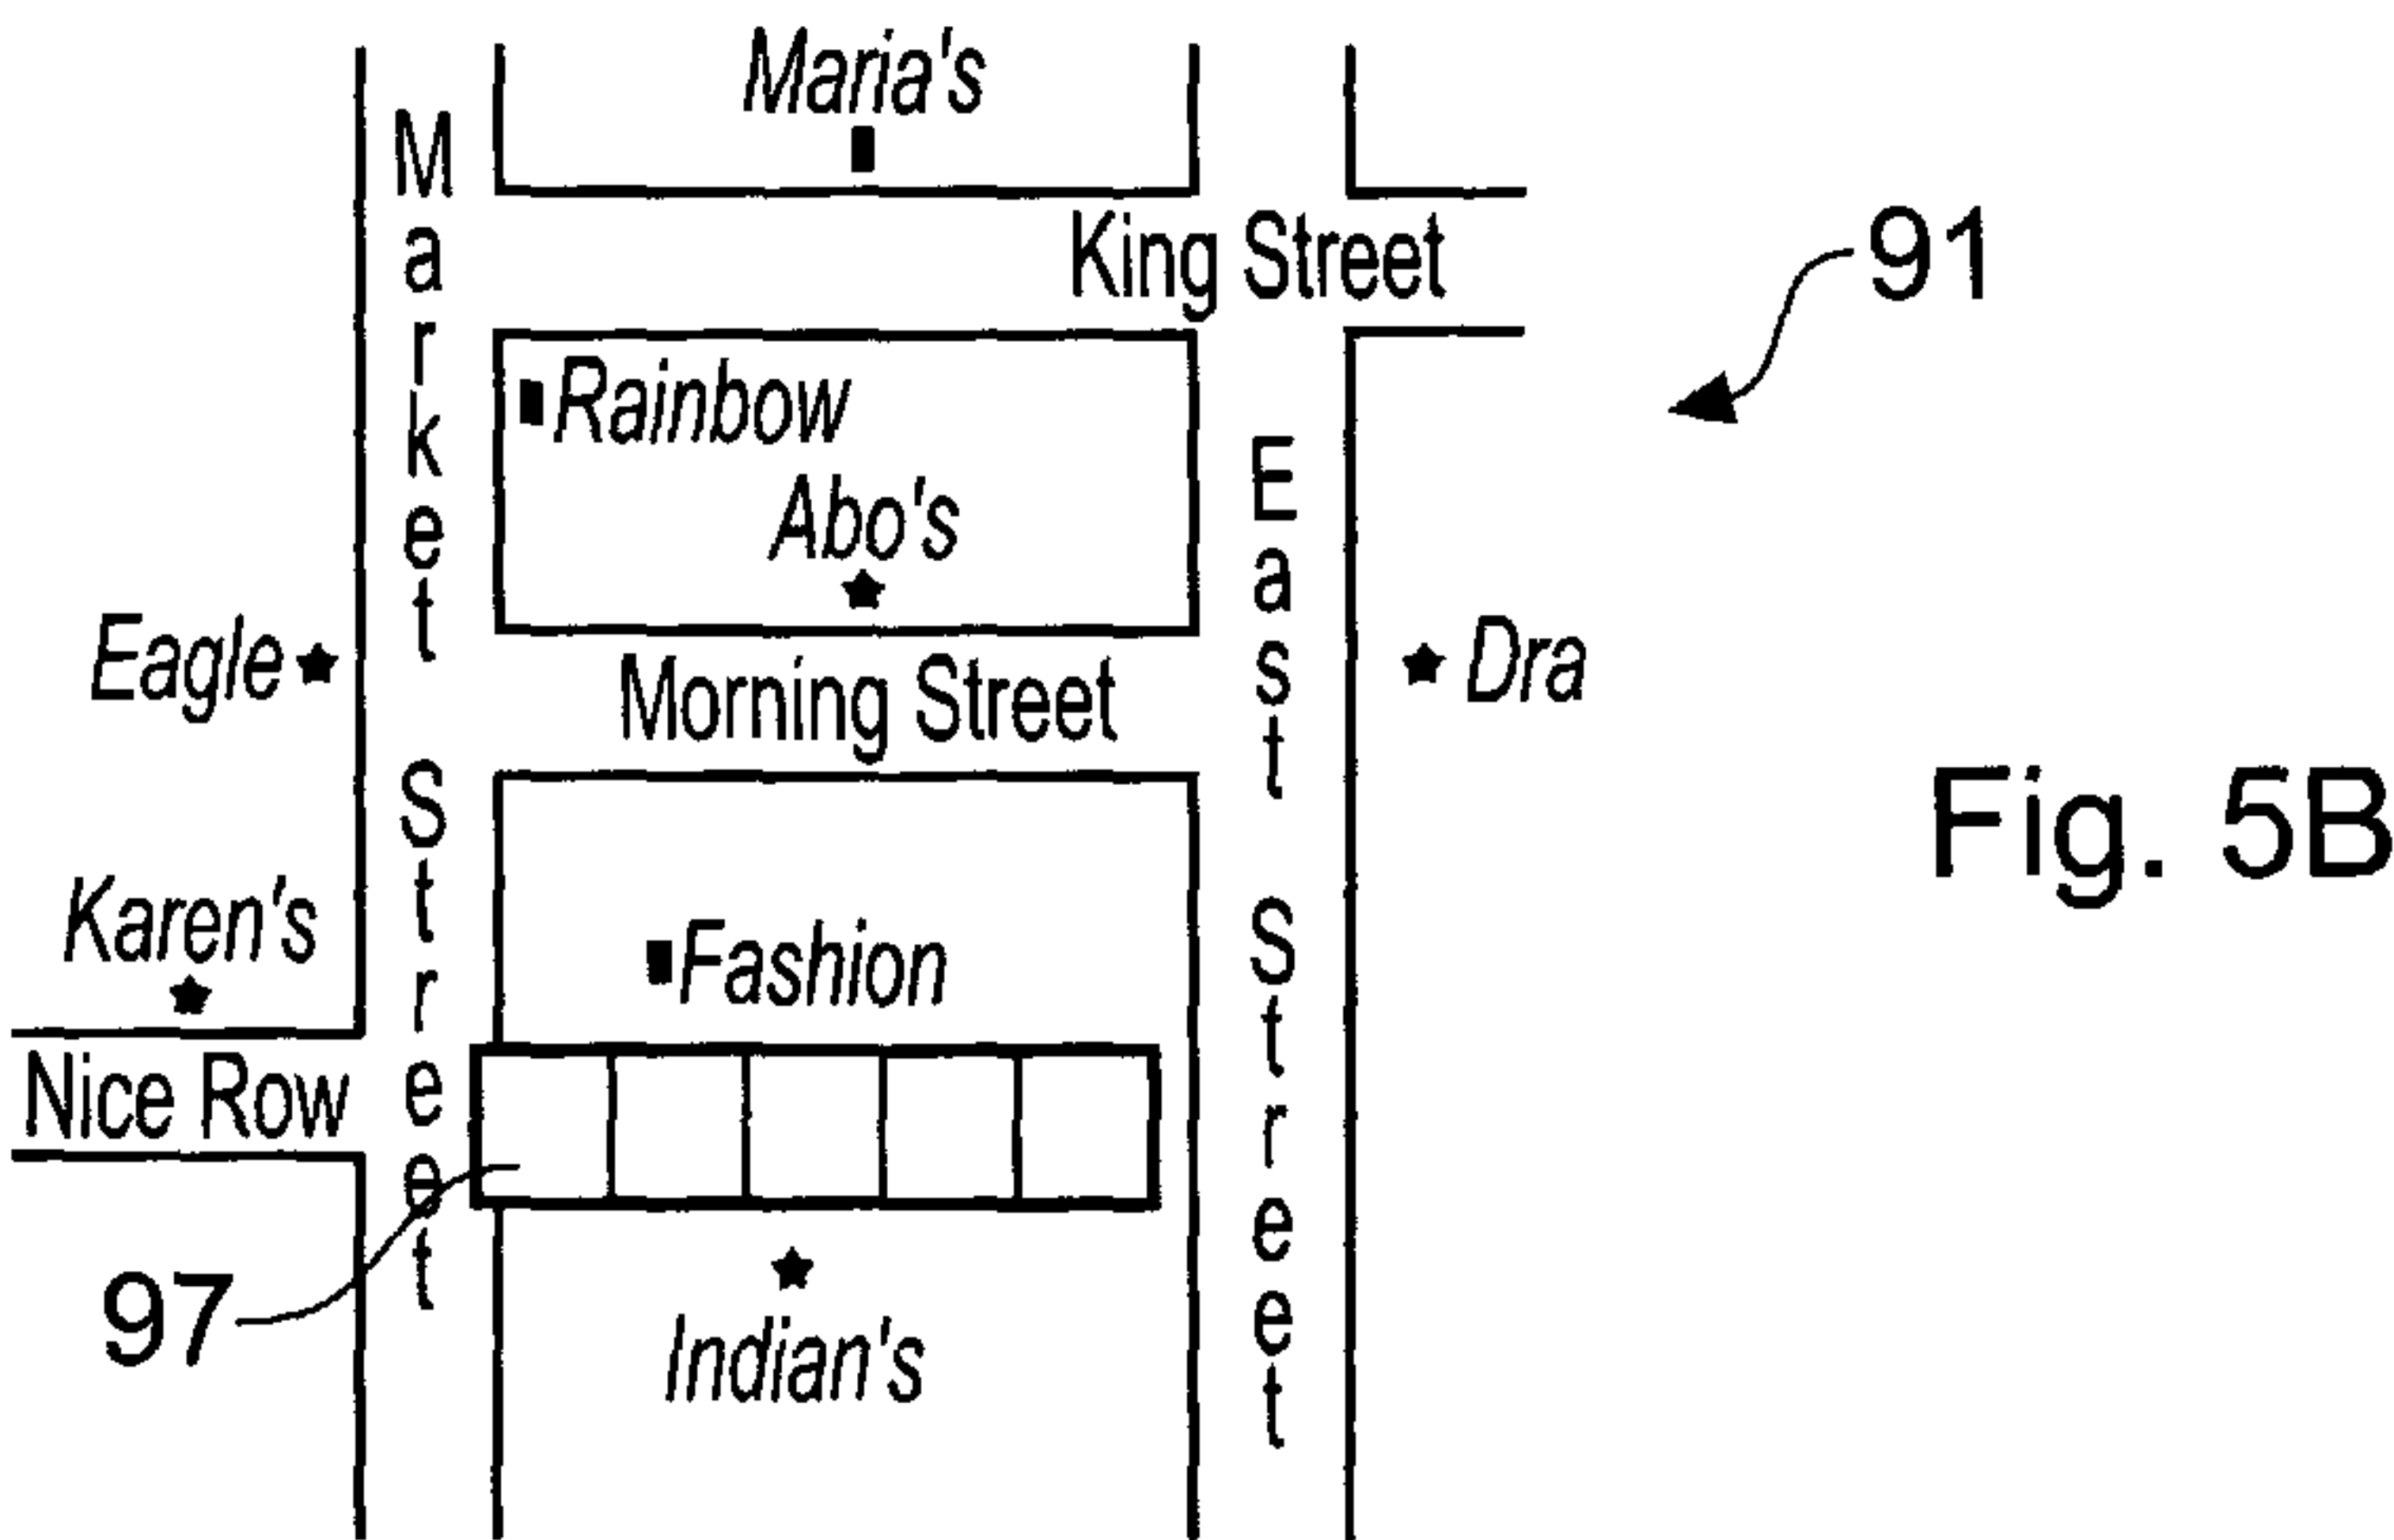 Maria's
Market Street
King Street
91
Rainbow
Abo's
East Street
Eagle
Morning Street
Dra
Fig. 5B
Karen's
Fashion
Nice Row
97
Indian's